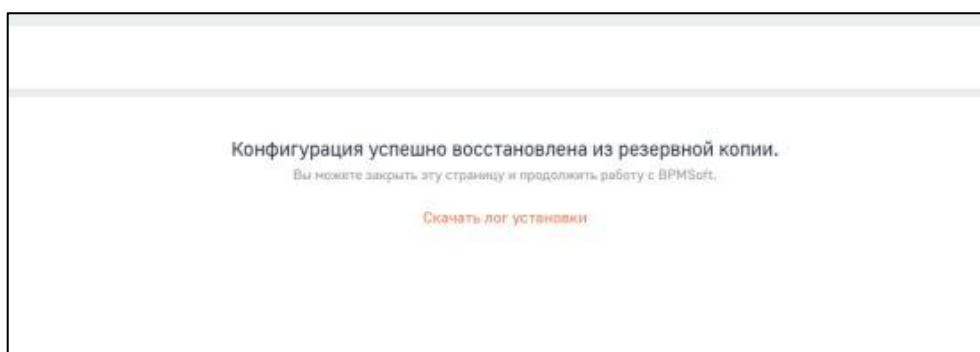 Конфигурация успешно восстановлена из резервной копии.
Вы можете закрыть эту страницу и продолжить работу с BPMSoft.
Скачать лог установки